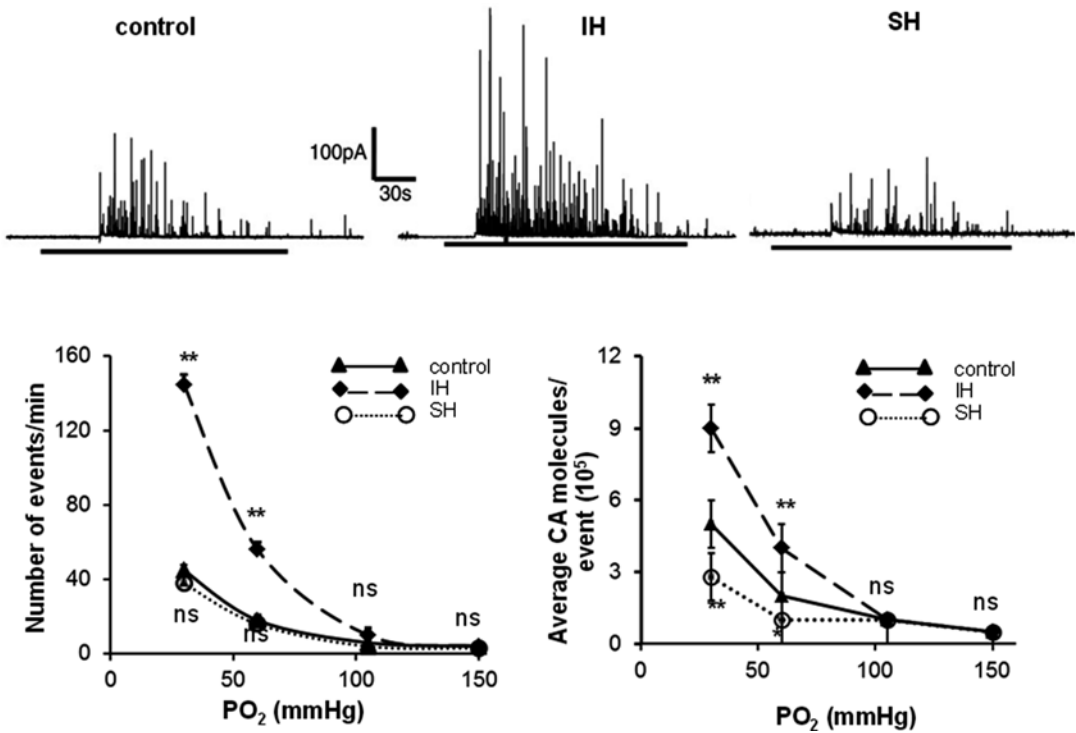 control
IH
SH
100pA
30s
160
120
80
40
0
Number of events/min
**
**
ns
ns
ns
ns
control
IH
SH
0
50
100
150
PO₂ (mmHg)
12
9
6
3
0
Average CA molecules/
event (10⁵)
**
**
ns
ns
**
*
control
IH
SH
0
50
100
150
PO₂ (mmHg)